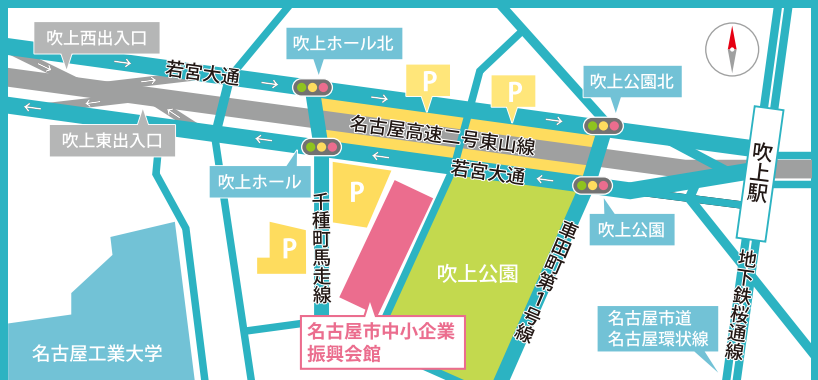 吹上西出入口
若宮大通
吹上ホール北
P
P
吹上公園北
名古屋高速二号東山線
吹上東出入口
吹上ホール
若宮大通
吹上駅
P
P
千種町馬走線
吹上公園
車田町第1号線
吹上公園
地下鉄桜通線
名古屋市道
名古屋環状線
名古屋市中小企業
振興会館
名古屋工業大学